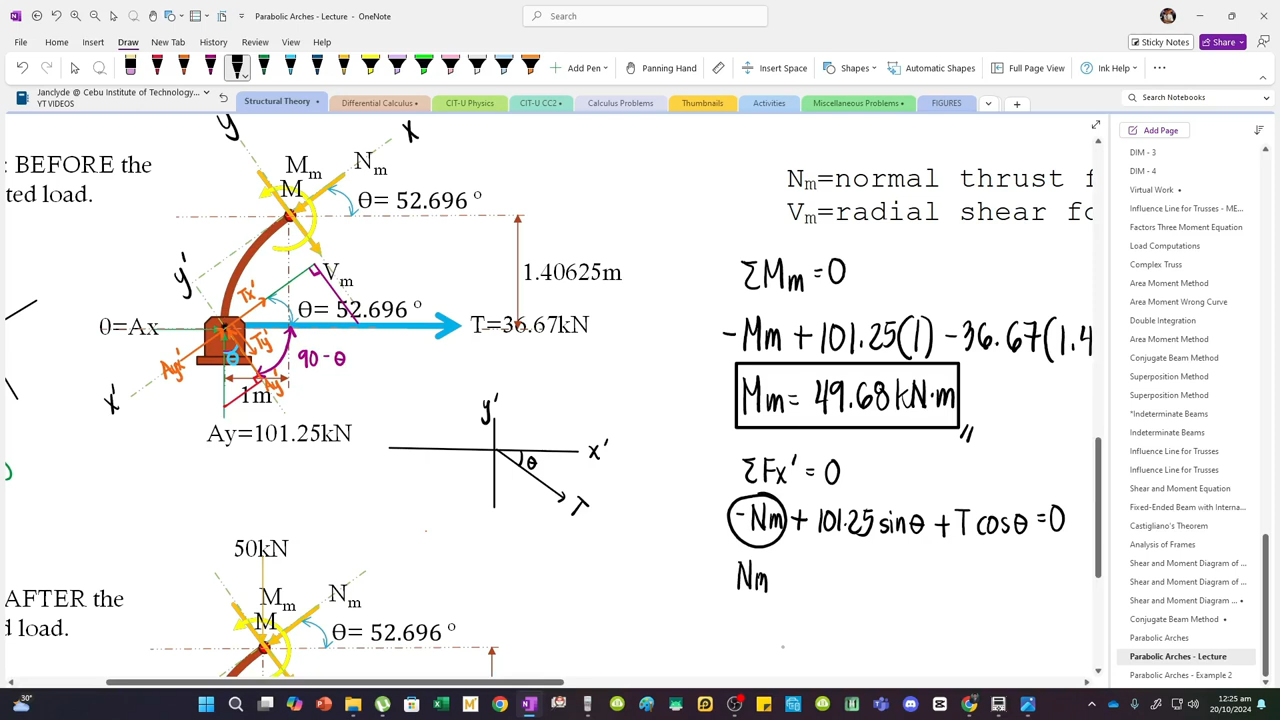 Parabolic Arches - Lecture - OneNote
Search
File Home Insert Draw New Tab History Review View Help
Sticky Notes Share
Add Pen Panning Hand Insert Space Shapes Automatic Shapes Full Page View Ink Help
Janclyde @ Cebu Institute of Technology...
YT VIDEOS
Structural Theory Differential Calculus CIT-U Physics CIT-U CC2 Calculus Problems Thumbnails Activities Miscellaneous Problems FIGURES
Search Notebooks
Add Page
DIM - 3
DIM - 4
Virtual Work
Influence Line for Trusses - ME...
Factors Three Moment Equation
Load Computations
Complex Truss
Area Moment Method
Area Moment Wrong Curve
Double Integration
Area Moment Method
Conjugate Beam Method
Superposition Method
Superposition Method
*Indeterminate Beams
Indeterminate Beams
Influence Line for Trusses
Influence Line for Trusses
Shear and Moment Equation
Fixed-Ended Beam with Interna...
Castigliano's Theorem
Analysis of Frames
Shear and Moment Diagram of ...
Shear and Moment Diagram of ...
Shear and Moment Diagram ...
Conjugate Beam Method
Parabolic Arches
Parabolic Arches - Lecture
Parabolic Arches - Example 2
: BEFORE the
ted load.
y
x
Mm
Nm
M
θ= 52.696 °
1.40625m
y'
Tx'
Vm
θ= 52.696 °
0=Ax
T=36.67kN
Ty'
θ
90 - θ
Ay'
Ay'
x'
1m
Ay=101.25kN
y'
x'
θ
T
Nm=normal thrust f
Vm=radial shear fo
ΣMm = 0
-Mm + 101.25(1) - 36.67(1.4
Mm = 49.68 kN·m
ΣFx' = 0
-Nm + 101.25 sinθ + T cosθ = 0
Nm
50kN
AFTER the
d load.
Mm
Nm
M
θ= 52.696 °
30°
12:25 am
20/10/2024